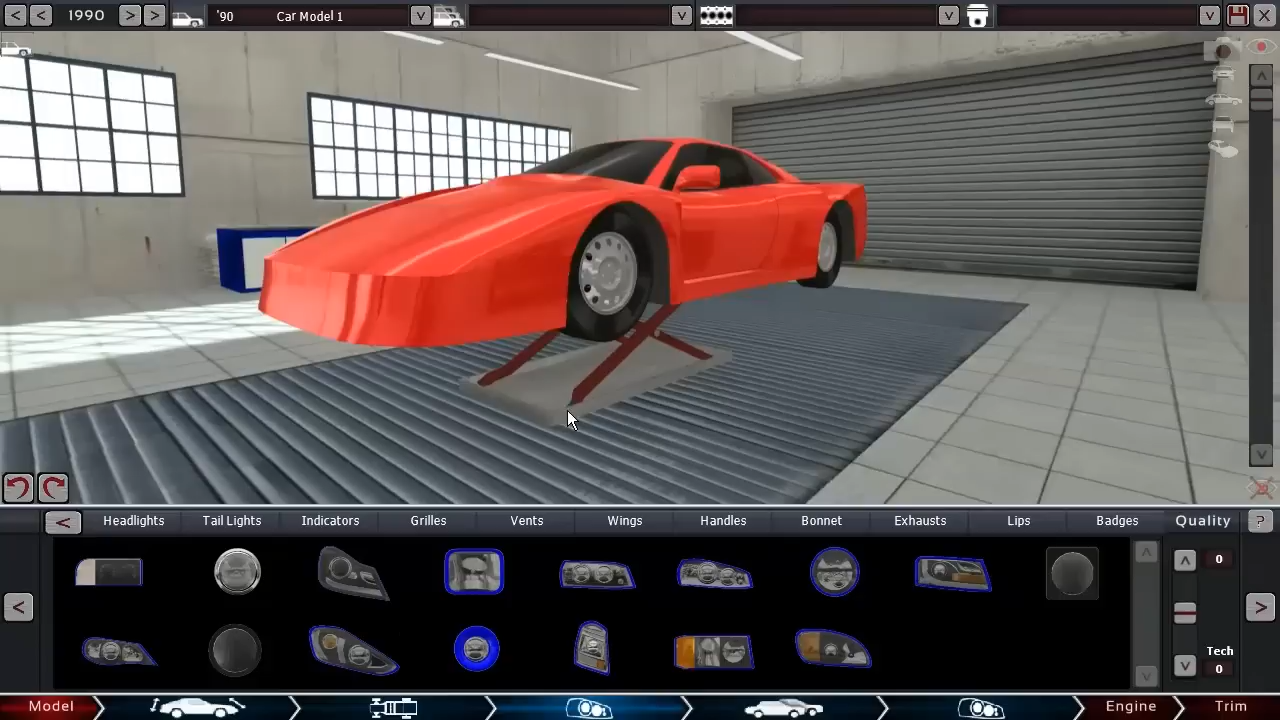 < < 1990 > > '90 Car Model 1
< Headlights Tail Lights Indicators Grilles Vents Wings Handles Bonnet Exhausts Lips Badges Quality ?
0
< >
Tech
0
Model Engine Trim